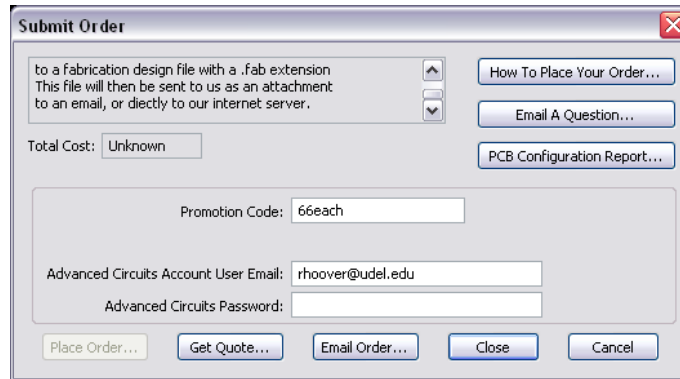 Submit Order
to a fabrication design file with a .fab extension
This file will then be sent to us as an attachment
to an email, or diectly to our internet server.
How To Place Your Order...
Email A Question...
Total Cost: Unknown
PCB Configuration Report...
Promotion Code: 66each
Advanced Circuits Account User Email: rhoover@udel.edu
Advanced Circuits Password:
Place Order... Get Quote... Email Order... Close Cancel